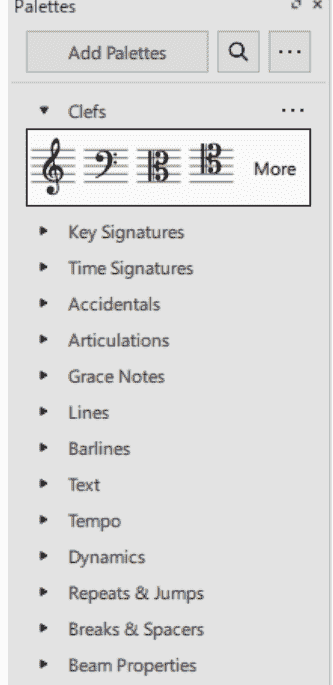 Palettes
Add Palettes
Clefs
More
Key Signatures
Time Signatures
Accidentals
Articulations
Grace Notes
Lines
Barlines
Text
Tempo
Dynamics
Repeats & Jumps
Breaks & Spacers
Beam Properties